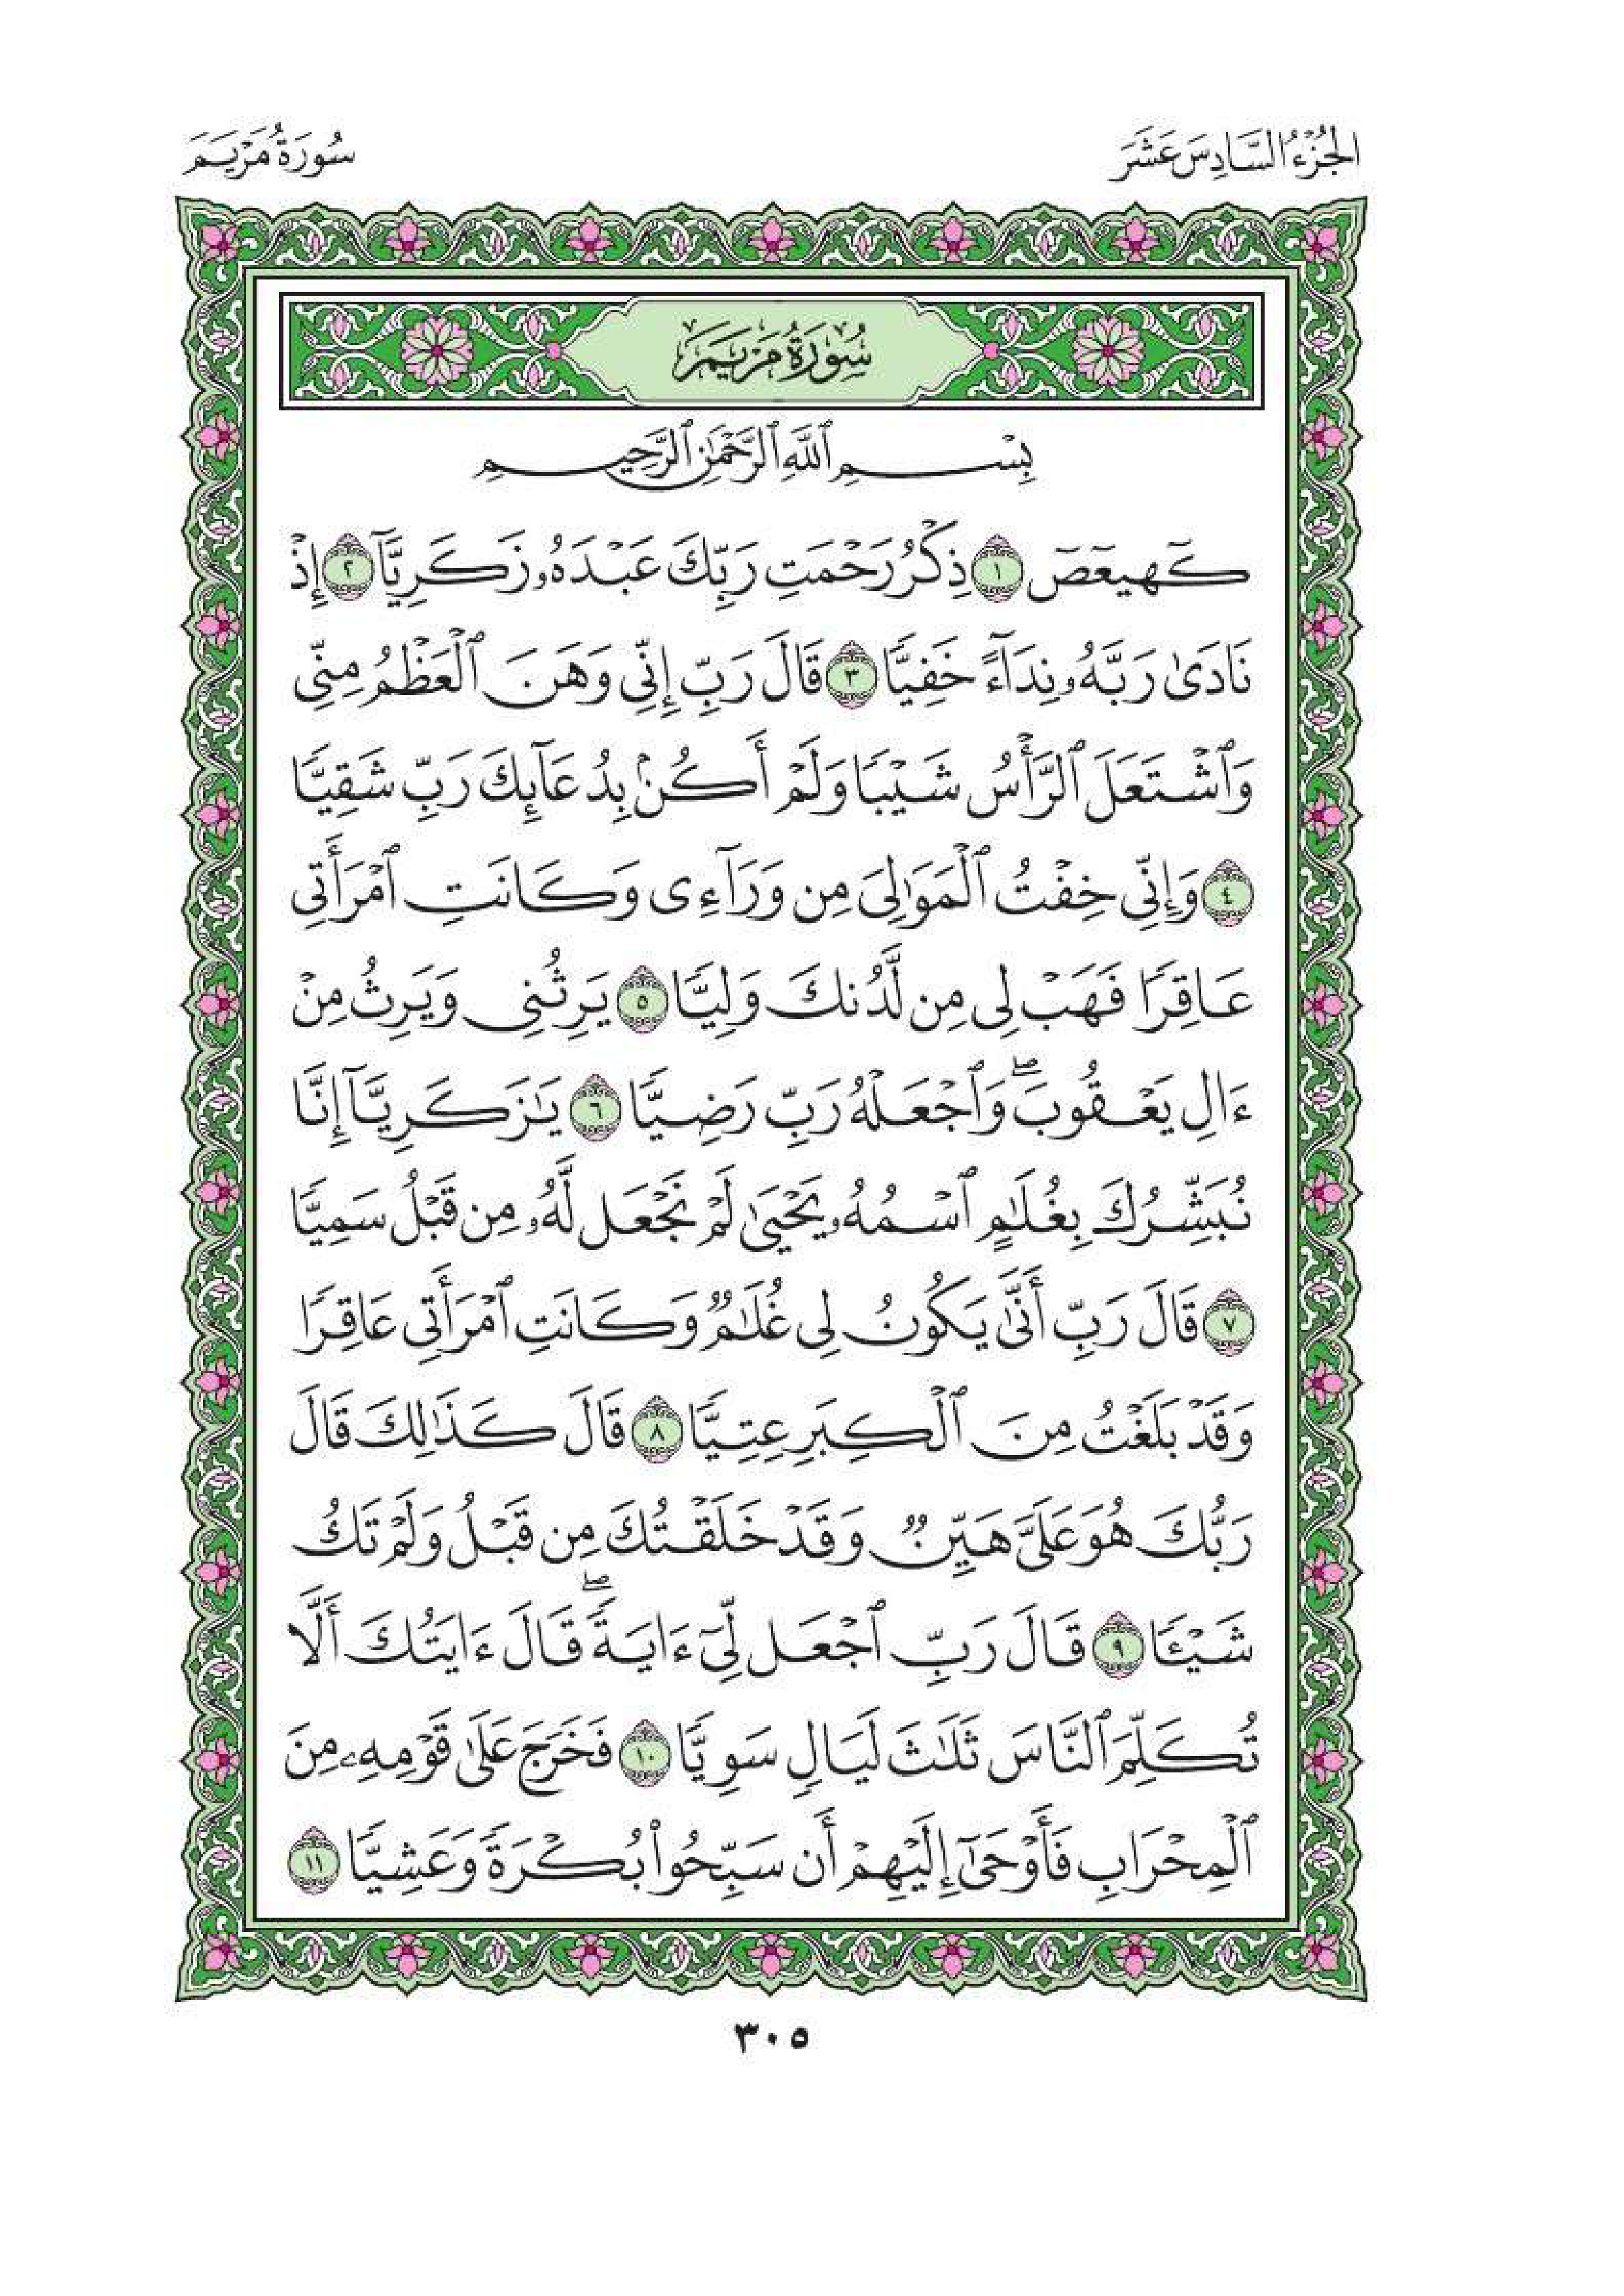 الجُزْءُ السَّادِسَ عَشَرَ
سُورَةُ مَرْيَمَ
سُورَةُ مَرْيَمَ
بِسْمِ ٱللَّهِ ٱلرَّحْمَٰنِ ٱلرَّحِيمِ
كٓهيعٓصٓ ١ ذِكْرُ رَحْمَتِ رَبِّكَ عَبْدَهُۥ زَكَرِيَّآ ٢ إِذْ
نَادَىٰ رَبَّهُۥ نِدَآءً خَفِيًّا ٣ قَالَ رَبِّ إِنِّى وَهَنَ ٱلْعَظْمُ مِنِّى
وَٱشْتَعَلَ ٱلرَّأْسُ شَيْبًا وَلَمْ أَكُنۢ بِدُعَآئِكَ رَبِّ شَقِيًّا
٤ وَإِنِّى خِفْتُ ٱلْمَوَٰلِىَ مِن وَرَآءِى وَكَانَتِ ٱمْرَأَتِى
عَاقِرًا فَهَبْ لِى مِن لَّدُنكَ وَلِيًّا ٥ يَرِثُنِى وَيَرِثُ مِنْ
ءَالِ يَعْقُوبَ ۖ وَٱجْعَلْهُ رَبِّ رَضِيًّا ٦ يَٰزَكَرِيَّآ إِنَّا
نُبَشِّرُكَ بِغُلَٰمٍ ٱسْمُهُۥ يَحْيَىٰ لَمْ نَجْعَل لَّهُۥ مِن قَبْلُ سَمِيًّا
٧ قَالَ رَبِّ أَنَّىٰ يَكُونُ لِى غُلَٰمٌ وَكَانَتِ ٱمْرَأَتِى عَاقِرًا
وَقَدْ بَلَغْتُ مِنَ ٱلْكِبَرِ عِتِيًّا ٨ قَالَ كَذَٰلِكَ قَالَ
رَبُّكَ هُوَ عَلَىَّ هَيِّنٌ وَقَدْ خَلَقْتُكَ مِن قَبْلُ وَلَمْ تَكُ
شَيْـًٔا ٩ قَالَ رَبِّ ٱجْعَل لِّىٓ ءَايَةً ۖ قَالَ ءَايَتُكَ أَلَّا
تُكَلِّمَ ٱلنَّاسَ ثَلَٰثَ لَيَالٍ سَوِيًّا ١٠ فَخَرَجَ عَلَىٰ قَوْمِهِۦ مِنَ
ٱلْمِحْرَابِ فَأَوْحَىٰٓ إِلَيْهِمْ أَن سَبِّحُوا۟ بُكْرَةً وَعَشِيًّا ١١
٣٠٥